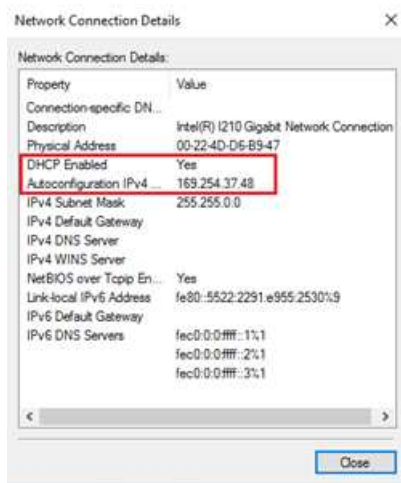 Network Connection Details
Network Connection Details:
Property Value
Connection-specific DN...
Description Intel(R) I210 Gigabit Network Connection
Physical Address 00-22-4D-D6-B9-47
DHCP Enabled Yes
Autoconfiguration IPv4 ... 169.254.37.48
IPv4 Subnet Mask 255.255.0.0
IPv4 Default Gateway
IPv4 DNS Server
IPv4 WINS Server
NetBIOS over Tcpip En... Yes
Link-local IPv6 Address fe80::5522:2291:e955:2530%9
IPv6 Default Gateway
IPv6 DNS Servers fec0:0:0:ffff::1%1
fec0:0:0:ffff::2%1
fec0:0:0:ffff::3%1
Close